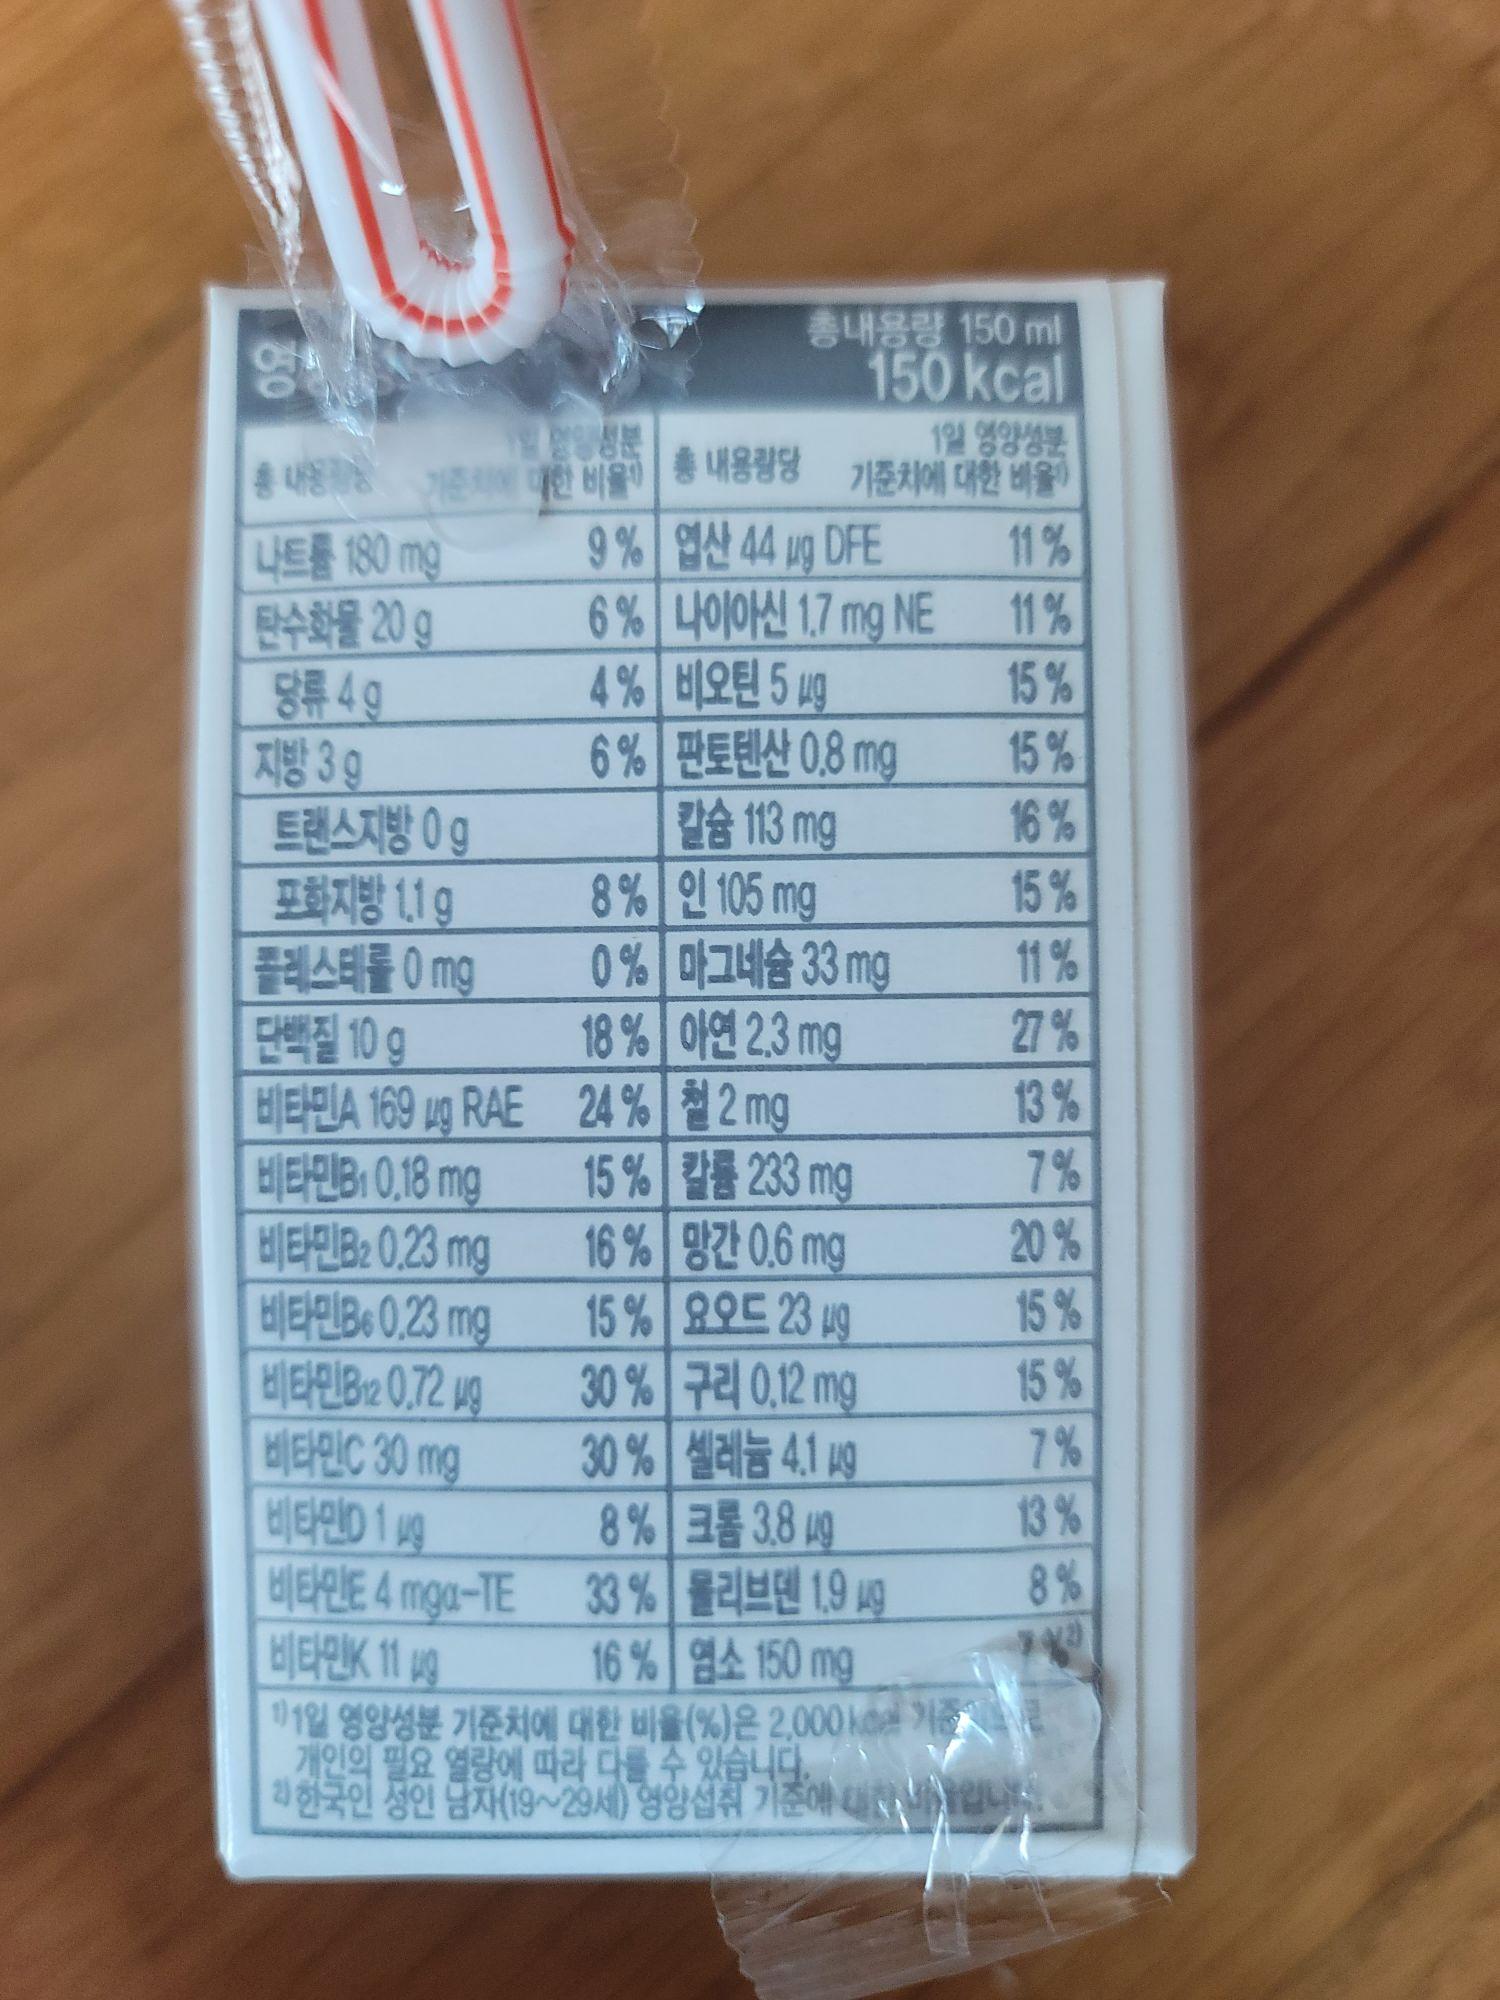 총 내용량 150 ml
150 kcal
총 내용량당 1일 영양성분 기준치에 대한 비율1)
총 내용량당 1일 영양성분 기준치에 대한 비율1)
나트륨 180 mg 9 %
탄수화물 20 g 6 %
당류 4 g 4 %
지방 3 g 6 %
트랜스지방 0 g
포화지방 1.1 g 8 %
콜레스테롤 0 mg 0 %
단백질 10 g 18 %
비타민A 169 µg RAE 24 %
비타민B1 0.18 mg 15 %
비타민B2 0.23 mg 16 %
비타민B6 0.23 mg 15 %
비타민B12 0.72 µg 30 %
비타민C 30 mg 30 %
비타민D 1 µg 8 %
비타민E 4 mgα-TE 33 %
비타민K 11 µg 16 %
엽산 44 µg DFE 11 %
나이아신 1.7 mg NE 11 %
비오틴 5 µg 15 %
판토텐산 0.8 mg 15 %
칼슘 113 mg 16 %
인 105 mg 15 %
마그네슘 33 mg 11 %
아연 2.3 mg 27 %
철 2 mg 13 %
칼륨 233 mg 7 %
망간 0.6 mg 20 %
요오드 23 µg 15 %
구리 0.12 mg 15 %
셀레늄 4.1 µg 7 %
크롬 3.8 µg 13 %
몰리브덴 1.9 µg 8 %
염소 150 mg 7 %2)
1)1일 영양성분 기준치에 대한 비율(%)은 2,000 kcal
개인의 필요 열량에 따라 다를 수 있습니다.
2)한국인 성인 남자(19~29세) 영양섭취 기준에 대한 비율입니다.